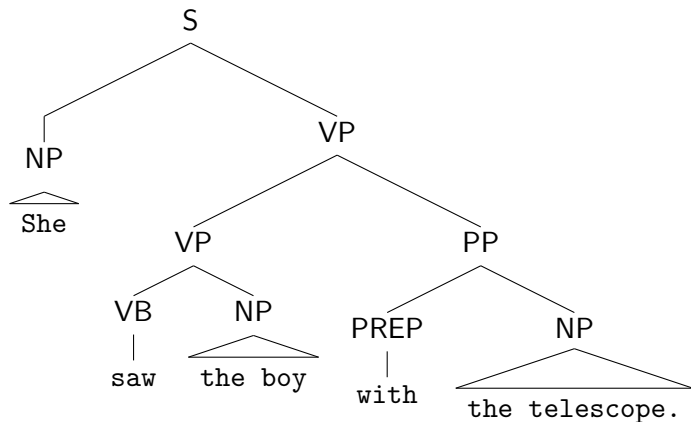 S
VP
NP
She
VP PP
VB NP PREP NP
saw the boy with the telescope.